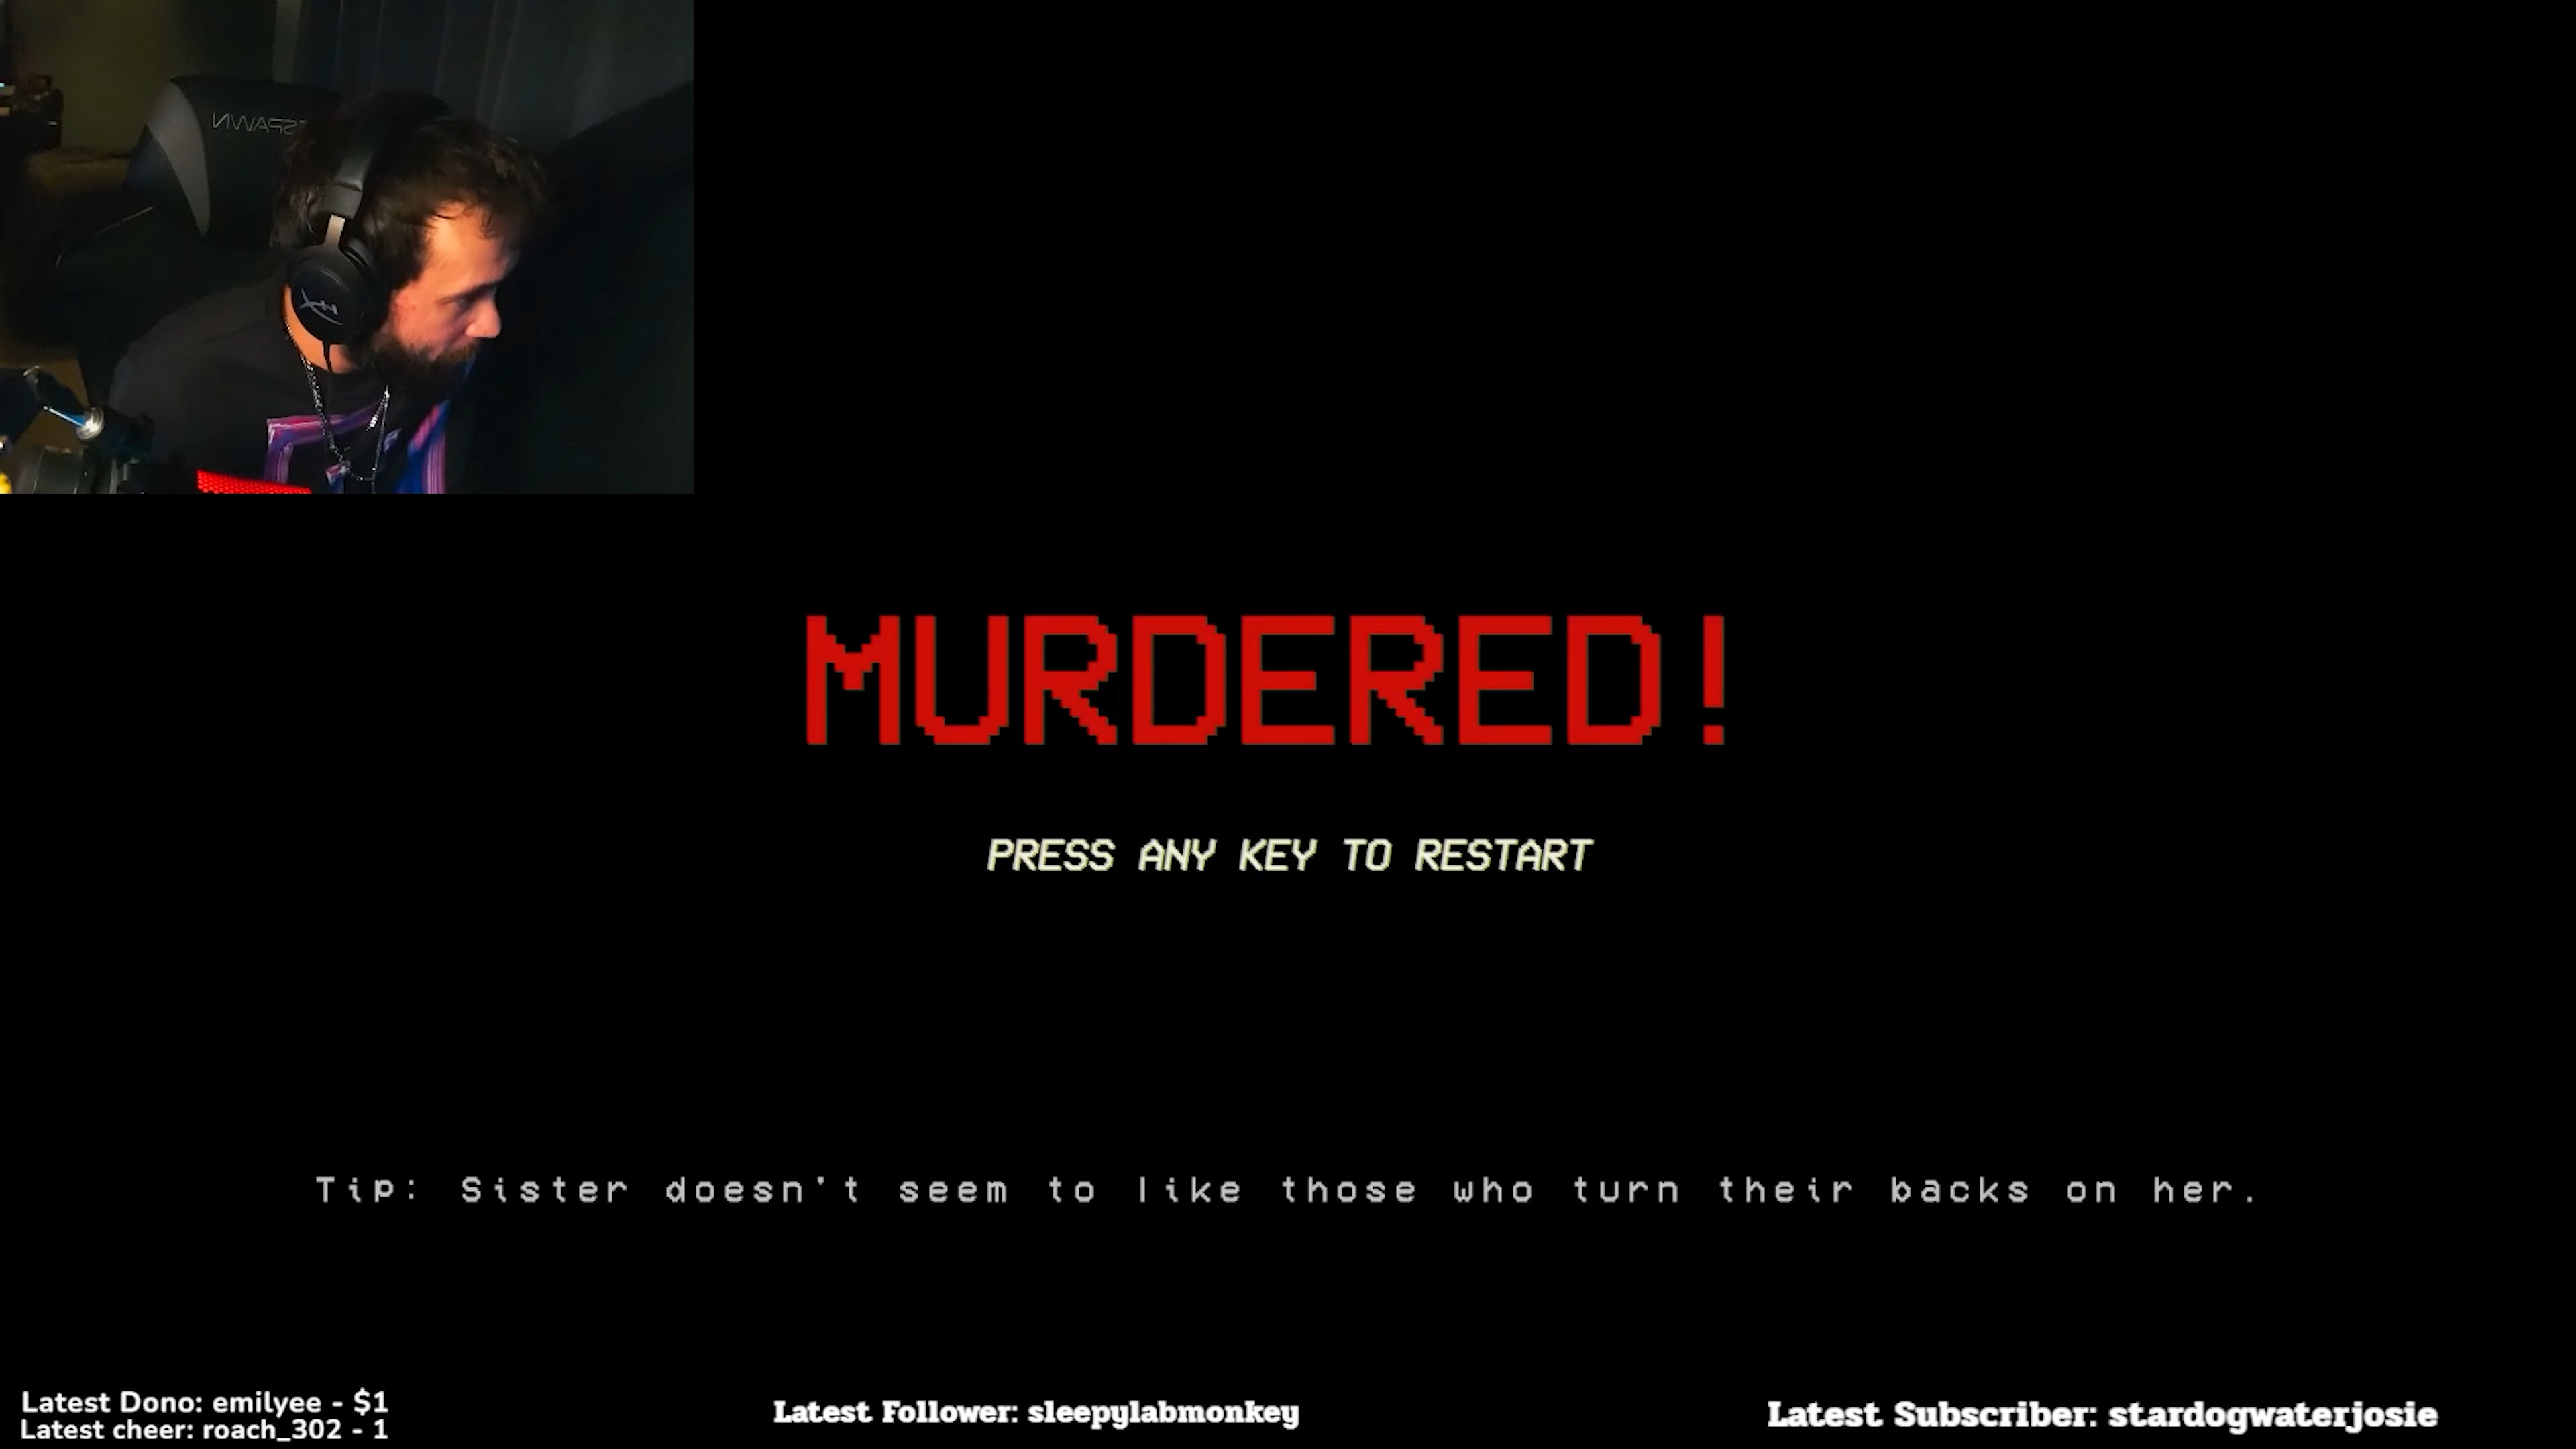 MURDERED!
PRESS ANY KEY TO RESTART
Tip: Sister doesn't seem to like those who turn their backs on her.
Latest Dono: emilyee - $1
Latest cheer: roach_302 - 1
Latest Follower: sleepylabmonkey
Latest Subscriber: stardogwaterjosie